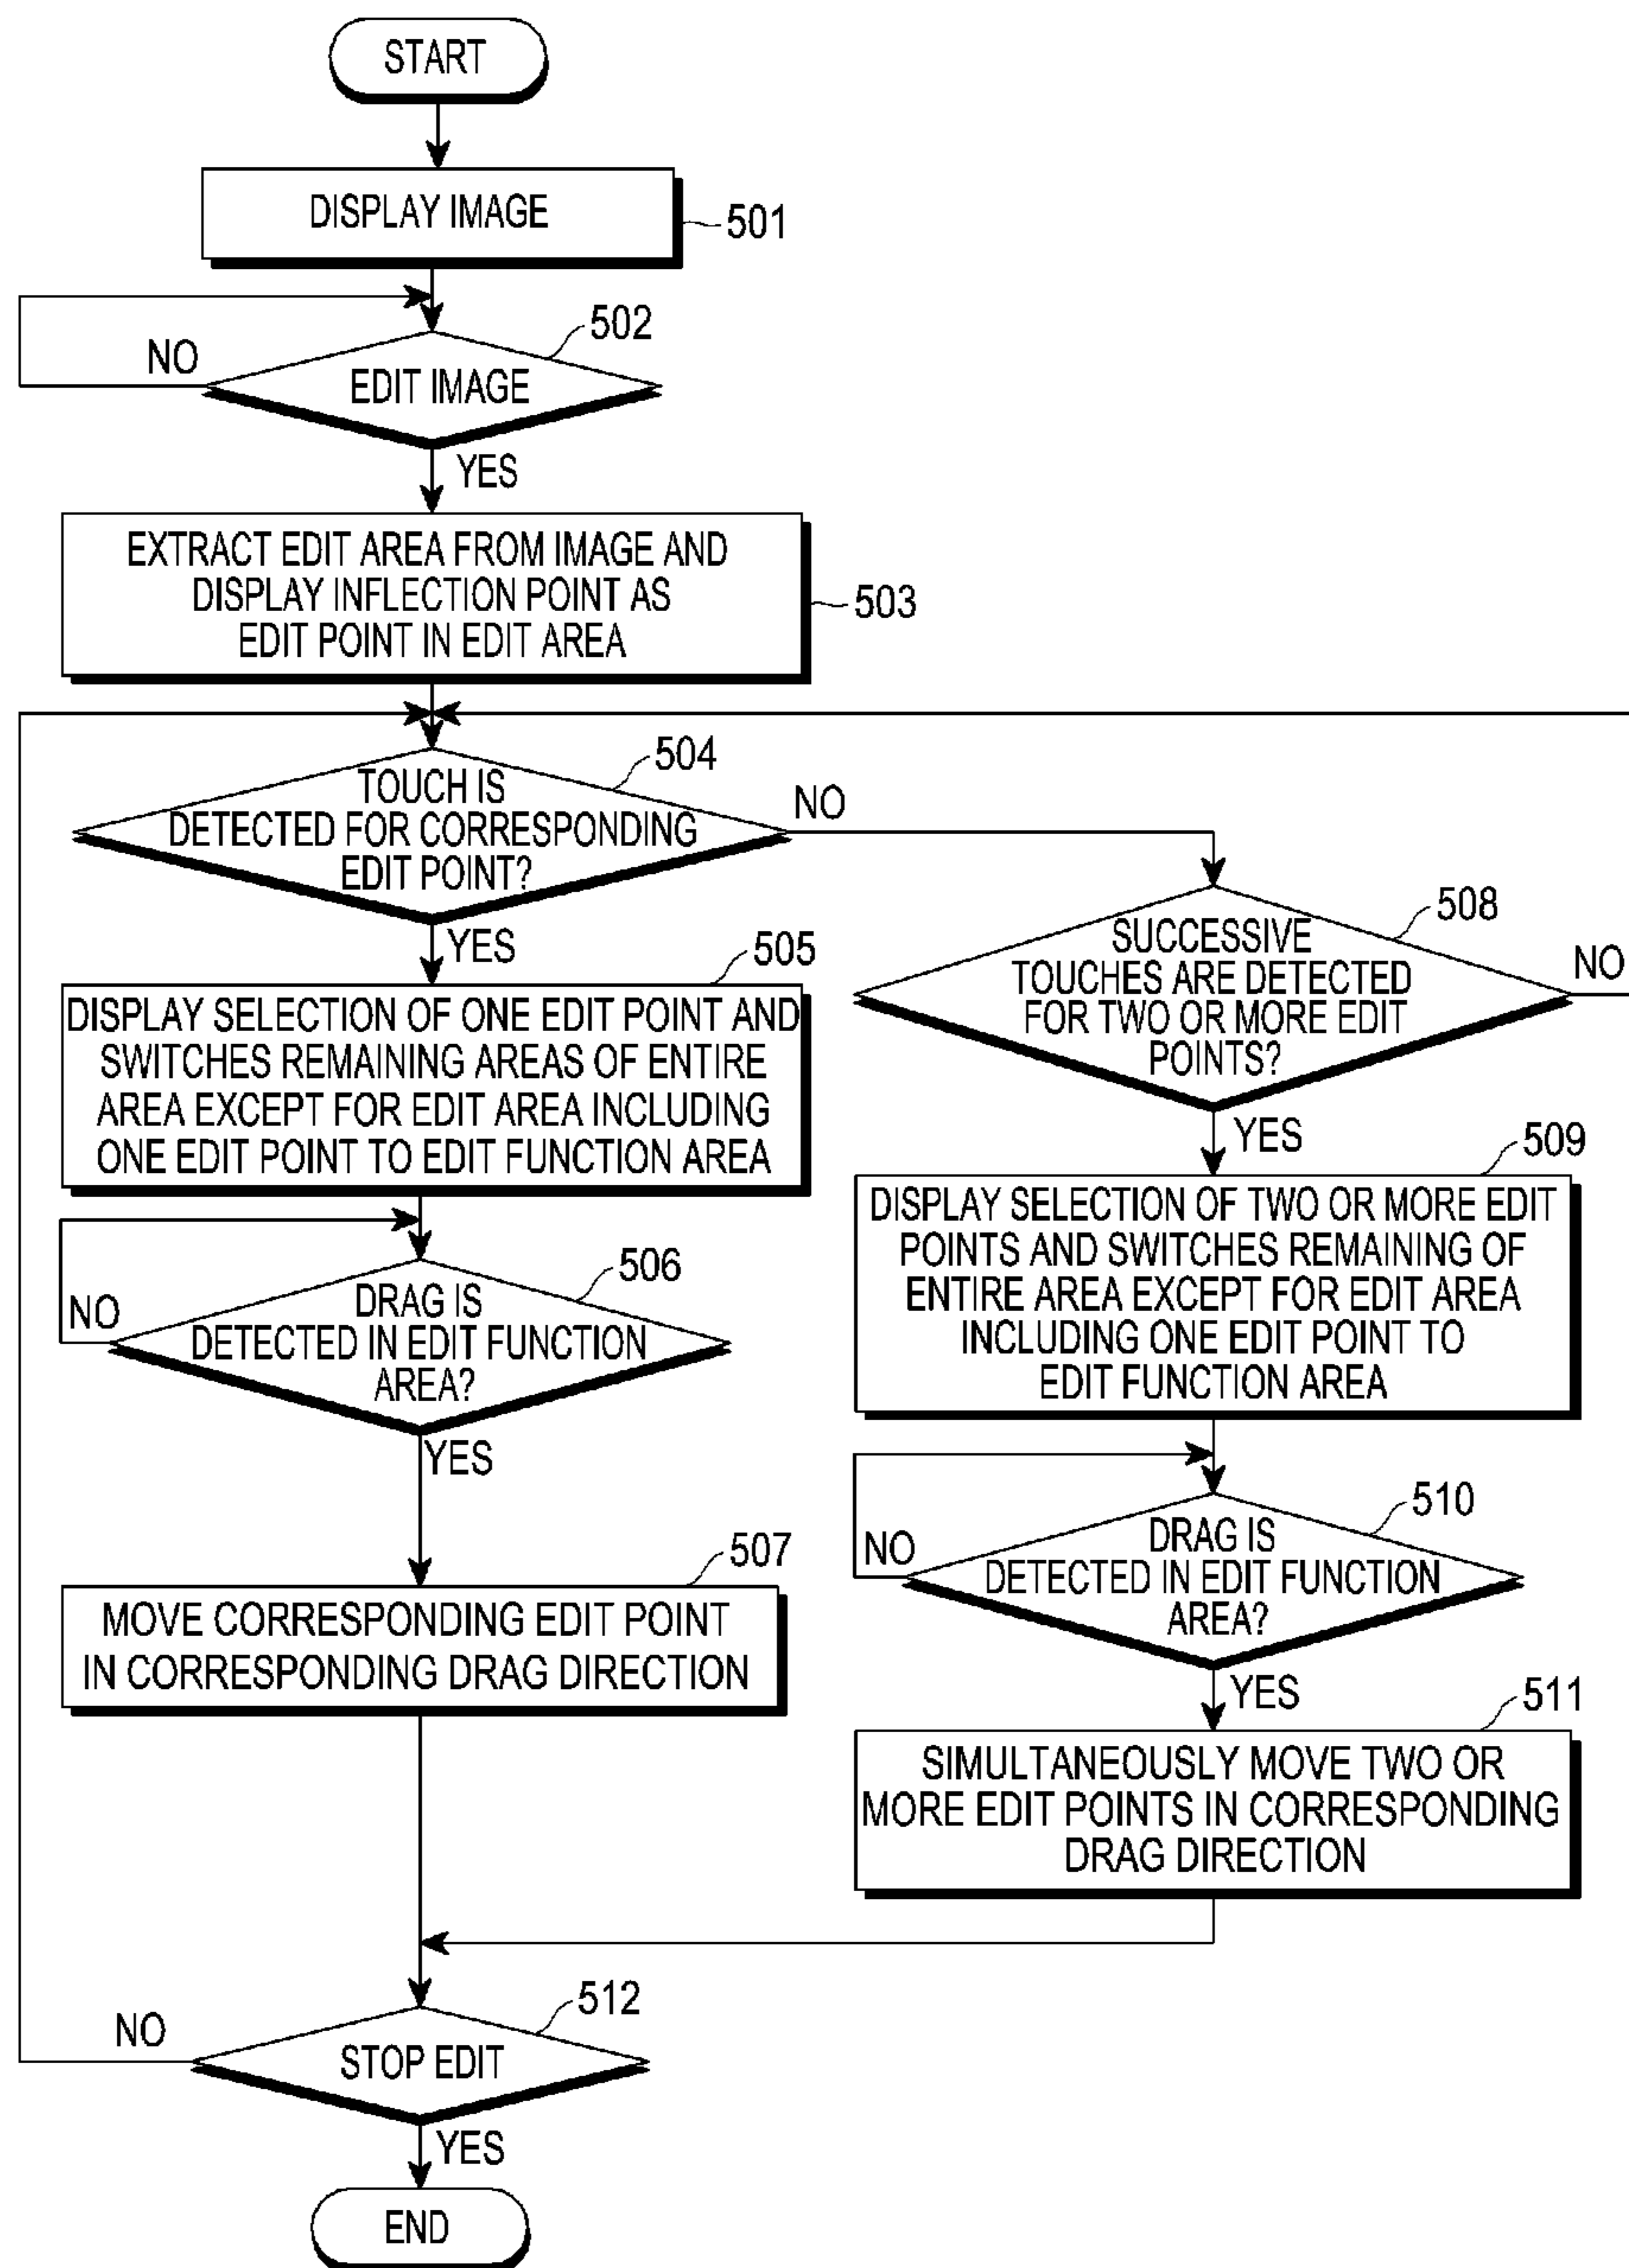 START
DISPLAY IMAGE
501
502
NO
EDIT IMAGE
YES
EXTRACT EDIT AREA FROM IMAGE AND
DISPLAY INFLECTION POINT AS
EDIT POINT IN EDIT AREA
503
504
TOUCH IS
DETECTED FOR CORRESPONDING
EDIT POINT?
NO
YES
505
DISPLAY SELECTION OF ONE EDIT POINT AND
SWITCHES REMAINING AREAS OF ENTIRE
AREA EXCEPT FOR EDIT AREA INCLUDING
ONE EDIT POINT TO EDIT FUNCTION AREA
506
NO
DRAG IS
DETECTED IN EDIT FUNCTION
AREA?
YES
507
MOVE CORRESPONDING EDIT POINT
IN CORRESPONDING DRAG DIRECTION
508
SUCCESSIVE
TOUCHES ARE DETECTED
FOR TWO OR MORE EDIT
POINTS?
NO
YES
509
DISPLAY SELECTION OF TWO OR MORE EDIT
POINTS AND SWITCHES REMAINING OF
ENTIRE AREA EXCEPT FOR EDIT AREA
INCLUDING ONE EDIT POINT TO
EDIT FUNCTION AREA
510
NO
DRAG IS
DETECTED IN EDIT FUNCTION
AREA?
YES
511
SIMULTANEOUSLY MOVE TWO OR
MORE EDIT POINTS IN CORRESPONDING
DRAG DIRECTION
512
NO
STOP EDIT
YES
END